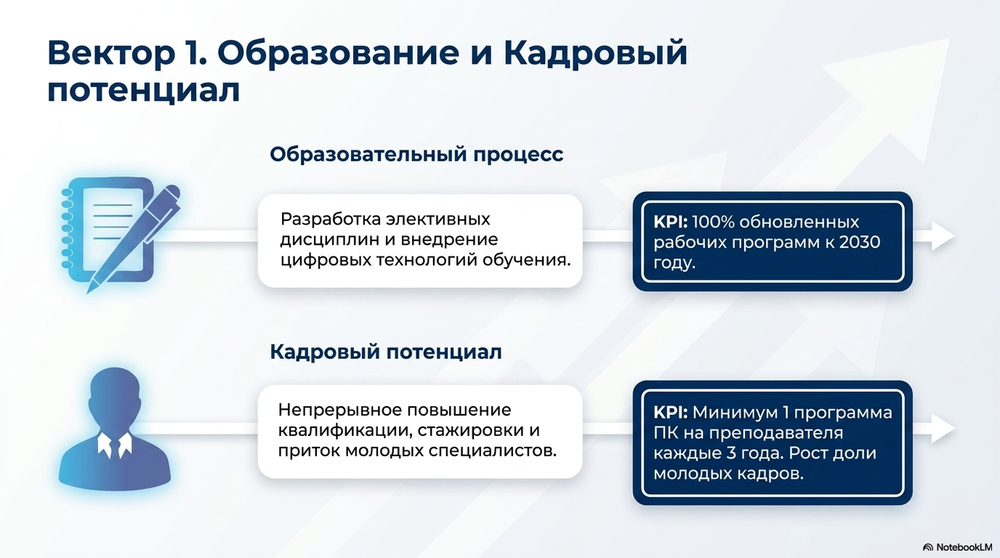 Вектор 1. Образование и Кадровый
потенциал
Образовательный процесс
Разработка элективных
дисциплин и внедрение
цифровых технологий обучения.
KPI: 100% обновленных
рабочих программ к 2030
году.
Кадровый потенциал
Непрерывное повышение
квалификации, стажировки и
приток молодых специалистов.
KPI: Минимум 1 программа
ПК на преподавателя
каждые 3 года. Рост доли
молодых кадров.
NotebookLM